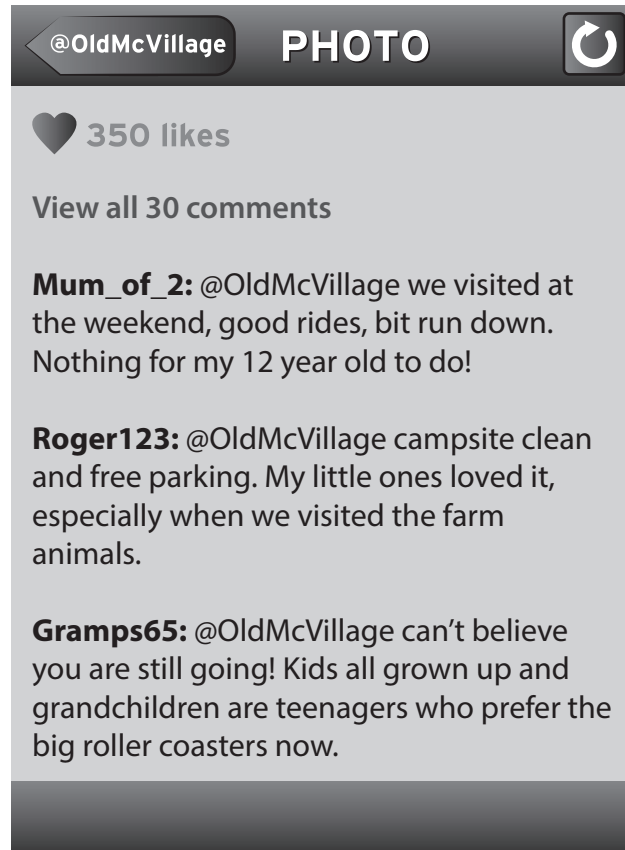 @OldMcVillage PHOTO
350 likes
View all 30 comments
Mum_of_2: @OldMcVillage we visited at
the weekend, good rides, bit run down.
Nothing for my 12 year old to do!
Roger123: @OldMcVillage campsite clean
and free parking. My little ones loved it,
especially when we visited the farm
animals.
Gramps65: @OldMcVillage can't believe
you are still going! Kids all grown up and
grandchildren are teenagers who prefer the
big roller coasters now.